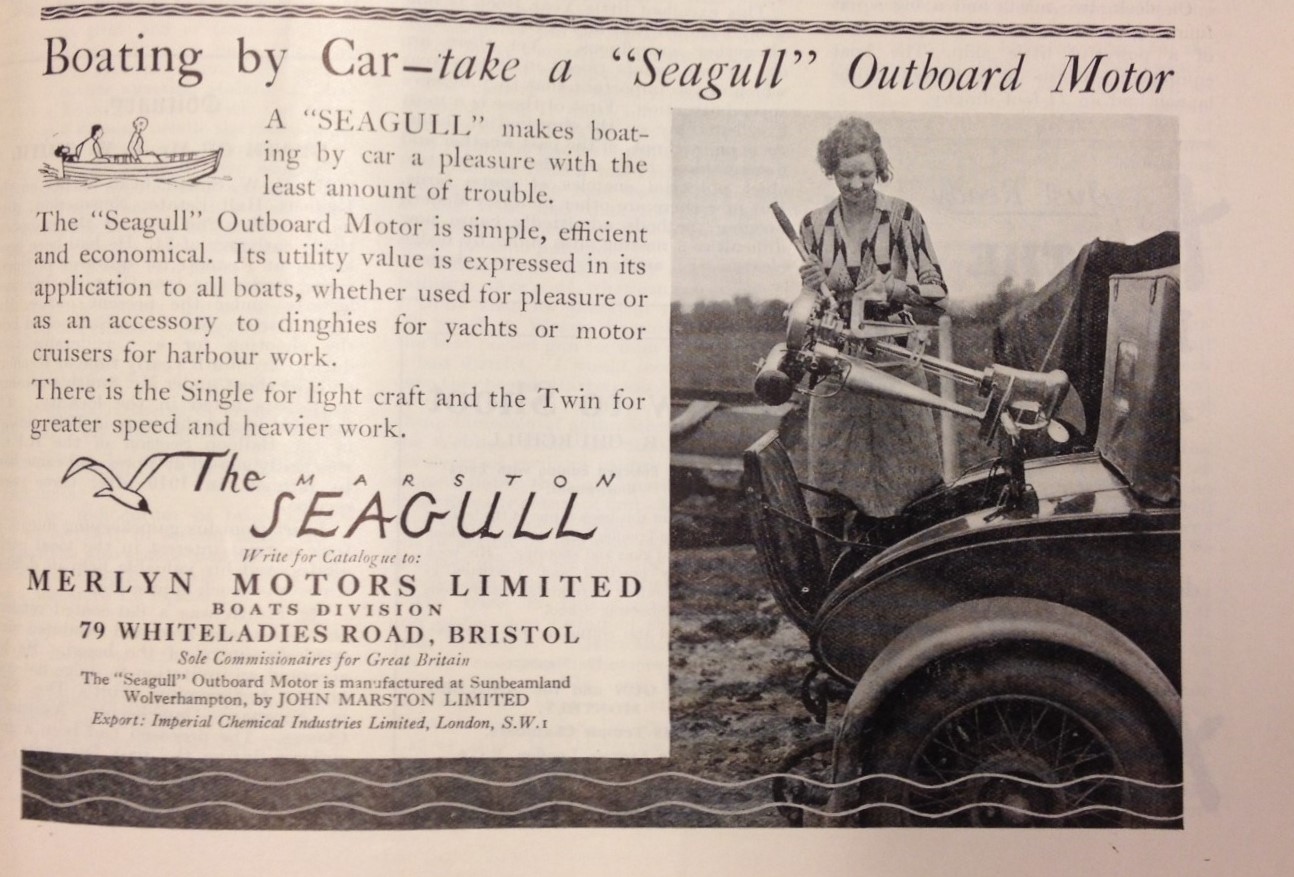 Boating by Car—take a “Seagull” Outboard Motor
A “SEAGULL” makes boat-
ing by car a pleasure with the
least amount of trouble.
The “Seagull” Outboard Motor is simple, efficient
and economical. Its utility value is expressed in its
application to all boats, whether used for pleasure or
as an accessory to dinghies for yachts or motor
cruisers for harbour work.
There is the Single for light craft and the Twin for
greater speed and heavier work.
The MARSTON
SEAGULL
Write for Catalogue to:
MERLYN MOTORS LIMITED
BOATS DIVISION
79 WHITELADIES ROAD, BRISTOL
Sole Commissionaires for Great Britain
The “Seagull” Outboard Motor is manufactured at Sunbeamland
Wolverhampton, by JOHN MARSTON LIMITED
Export: Imperial Chemical Industries Limited, London, S.W.1